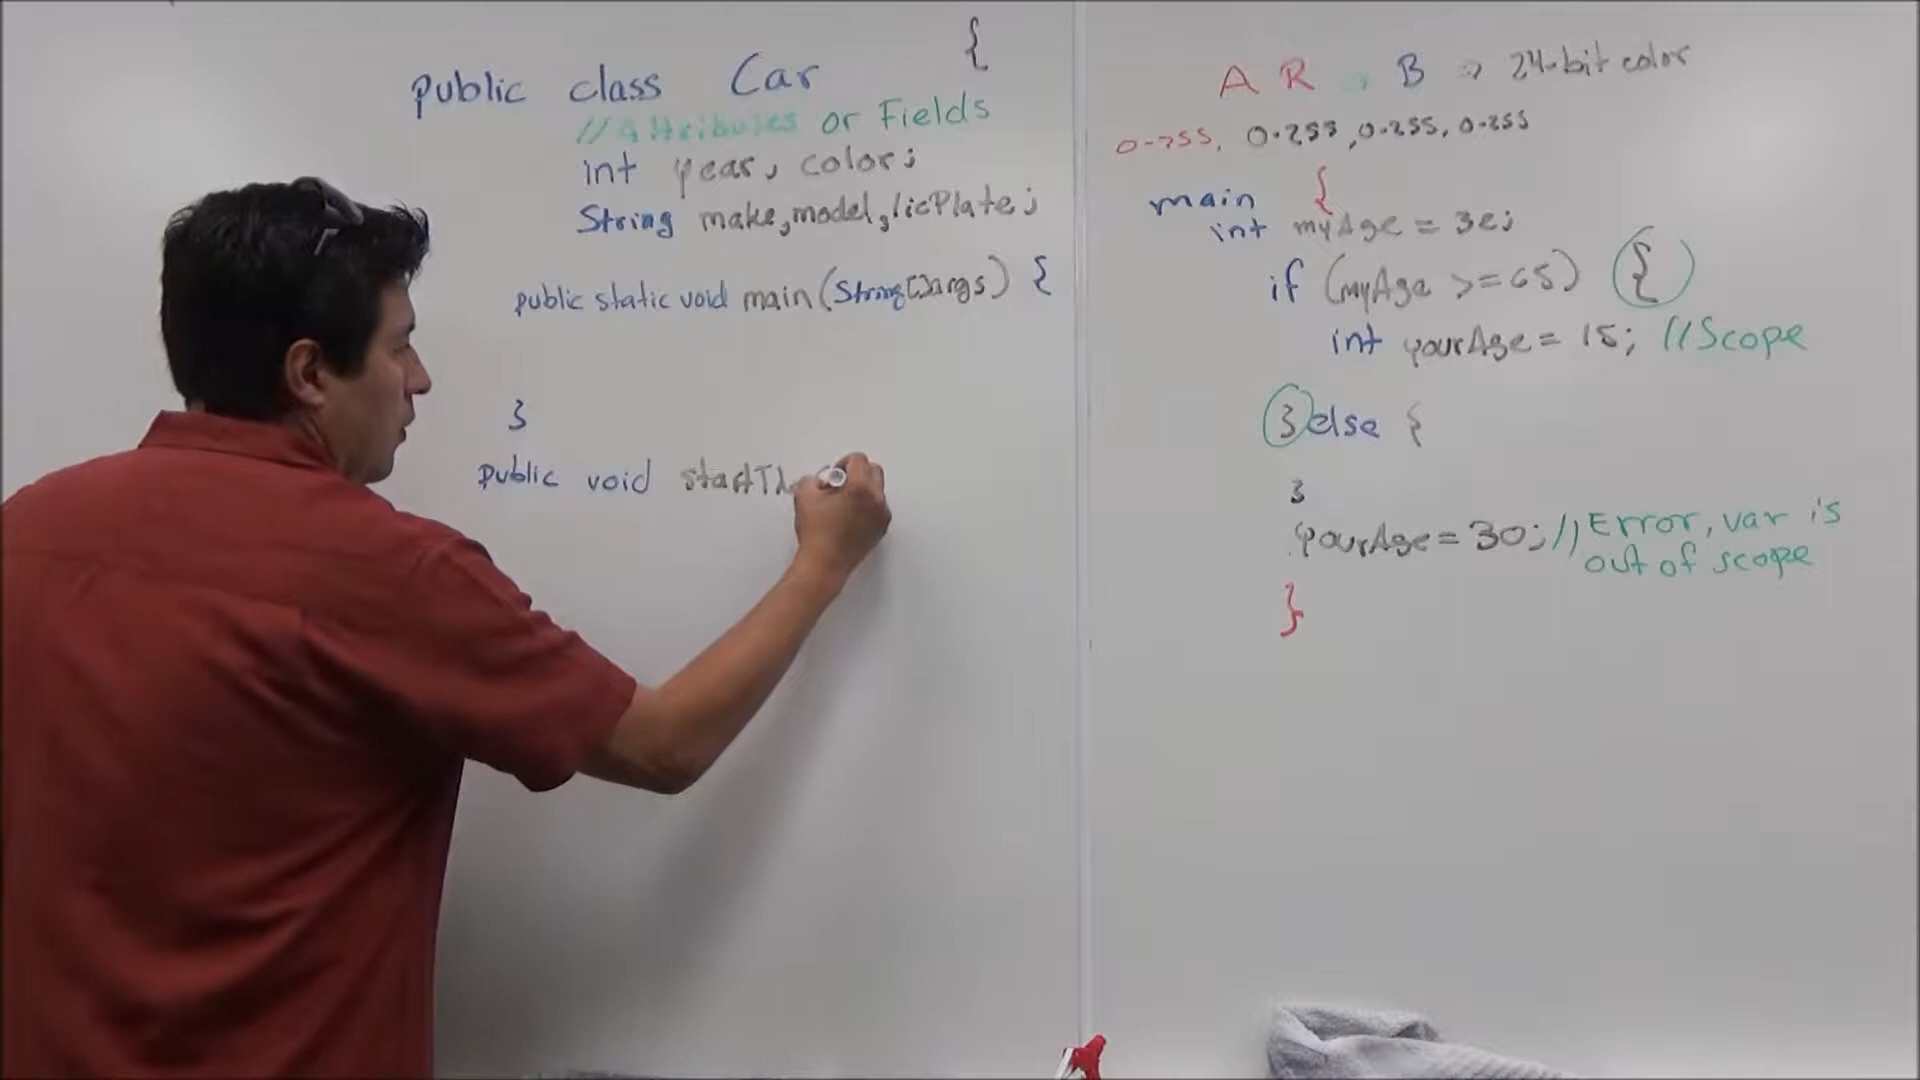 public class Car {
//Attributes or Fields
int year, color;
String make,model,licPlate;
public static void main(String[]args) {
}
public void startTh
A R B => 24-bit color
0-255, 0-255,0-255,0-255
main {
int myAge = 32;
if (myAge >=65) {
int yourAge = 15; //Scope
}else {
}
yourAge = 30;// Error, var is
out of scope
}